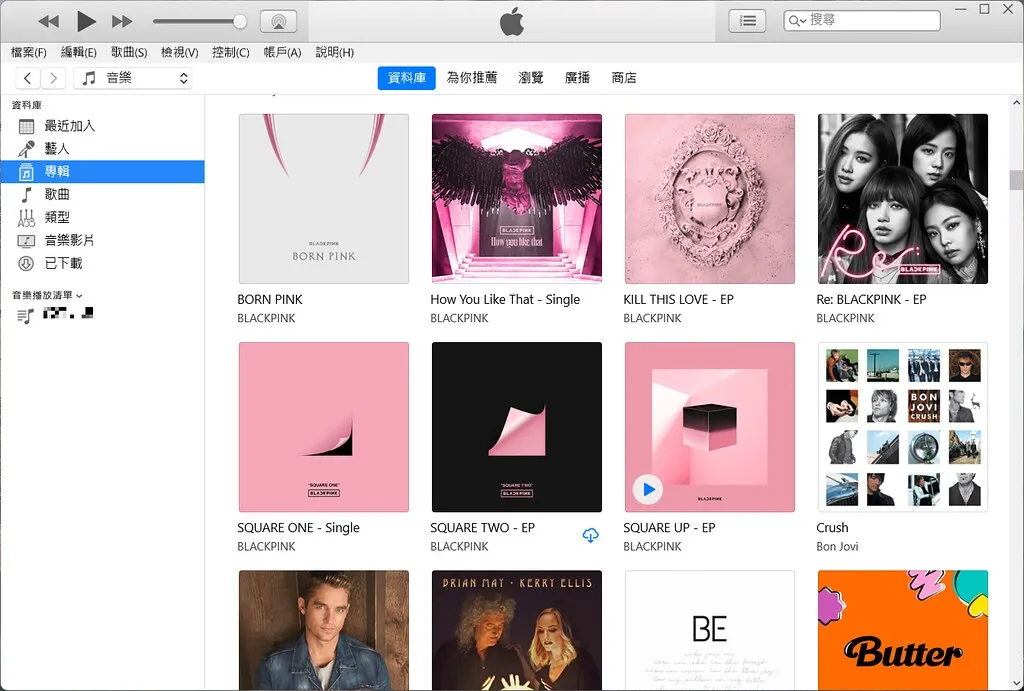 搜尋
檔案(F) 編輯(E) 歌曲(S) 檢視(V) 控制(C) 帳戶(A) 說明(H)
音樂
資料庫 為你推薦 瀏覽 廣播 商店
資料庫
最近加入
藝人
專輯
歌曲
類型
音樂影片
已下載
音樂播放清單
BLACKPINK
BORN PINK
BLACKPINK
How you like that
BLACKPINK
Re:
BLACKPINK
BORN PINK
BLACKPINK
How You Like That - Single
BLACKPINK
KILL THIS LOVE - EP
BLACKPINK
Re: BLACKPINK - EP
BLACKPINK
"SQUARE ONE"
BLACKPINK
"SQUARE TWO"
BLACKPINK
BLACKPINK
BON
JOVI
CRUSH
SQUARE ONE - Single
BLACKPINK
SQUARE TWO - EP
BLACKPINK
SQUARE UP - EP
BLACKPINK
Crush
Bon Jovi
BRIAN MAY · KERRY ELLIS
BE
Butter